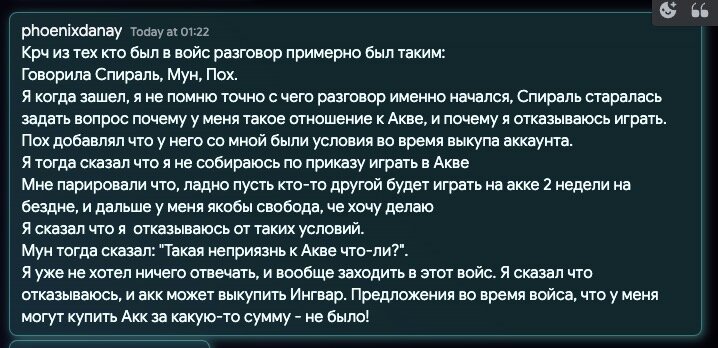 phoenixdanay Today at 01:22
Крч из тех кто был в войс разговор примерно был таким:
Говорила Спираль, Мун, Пох.
Я когда зашел, я не помню точно с чего разговор именно начался, Спираль старалась
задать вопрос почему у меня такое отношение к Акве, и почему я отказываюсь играть.
Пох добавлял что у него со мной были условия во время выкупа аккаунта.
Я тогда сказал что я не собираюсь по приказу играть в Акве
Мне парировали что, ладно пусть кто-то другой будет играть на акке 2 недели на
бездне, и дальше у меня якобы свобода, че хочу делаю
Я сказал что я отказываюсь от таких условий.
Мун тогда сказал: "Такая неприязнь к Акве что-ли?".
Я уже не хотел ничего отвечать, и вообще заходить в этот войс. Я сказал что
отказываюсь, и акк может выкупить Ингвар. Предложения во время войса, что у меня
могут купить Акк за какую-то сумму - не было!